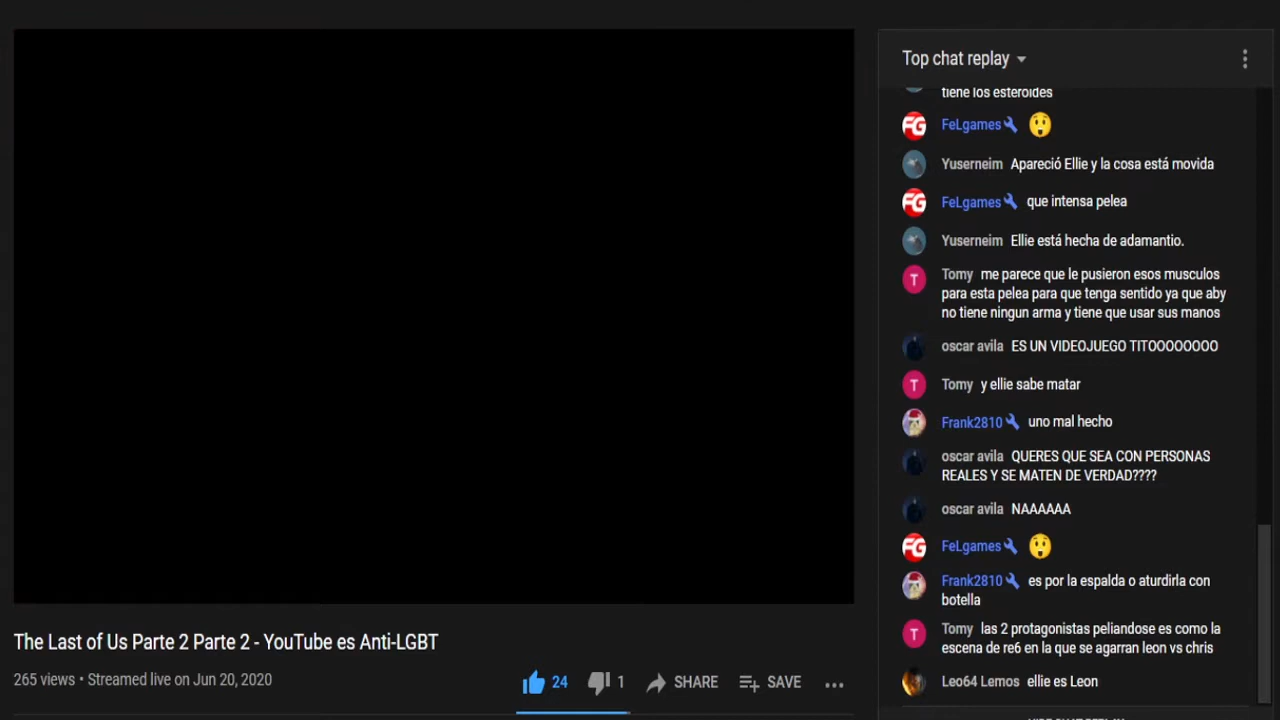 Top chat replay
tiene los esteroides
FG FeLgames 😲
Yuserneim Apareció Ellie y la cosa está movida
FG FeLgames que intensa pelea
Yuserneim Ellie está hecha de adamantio.
T Tomy me parece que le pusieron esos musculos
para esta pelea para que tenga sentido ya que aby
no tiene ningun arma y tiene que usar sus manos
oscar avila ES UN VIDEOJUEGO TITOOOOOOOO
T Tomy y ellie sabe matar
Frank2810 uno mal hecho
oscar avila QUERES QUE SEA CON PERSONAS
REALES Y SE MATEN DE VERDAD????
oscar avila NAAAAAA
FG FeLgames 😲
Frank2810 es por la espalda o aturdirla con
botella
T Tomy las 2 protagonistas peliandose es como la
escena de re6 en la que se agarran leon vs chris
Leo64 Lemos ellie es Leon
The Last of Us Parte 2 Parte 2 - YouTube es Anti-LGBT
265 views • Streamed live on Jun 20, 2020
24 1 SHARE SAVE